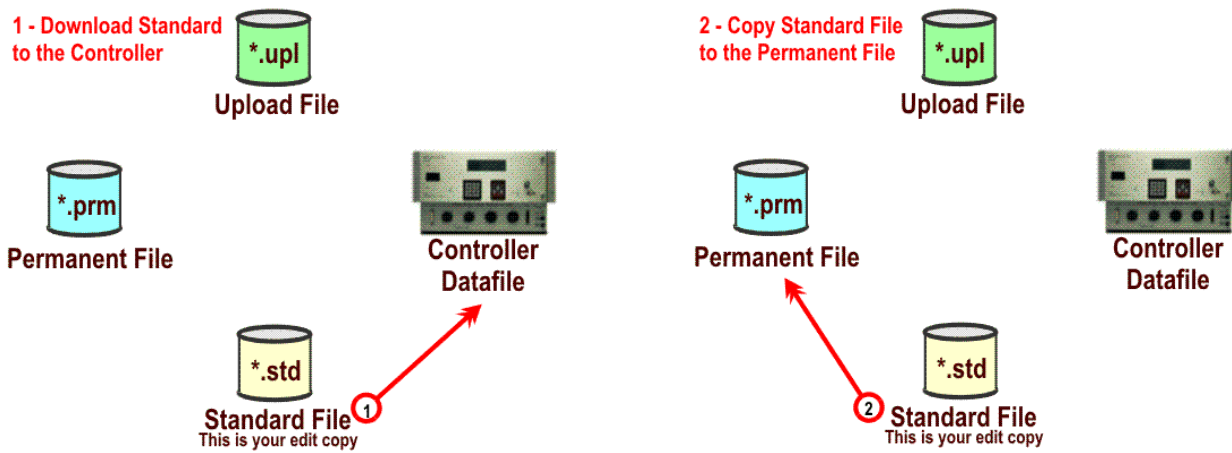 1 - Download Standard
to the Controller
*.upl
Upload File
*.prm
Permanent File
Controller
Datafile
*.std
1
Standard File
This is your edit copy
2 - Copy Standard File
to the Permanent File
*.upl
Upload File
*.prm
Permanent File
Controller
Datafile
*.std
2
Standard File
This is your edit copy